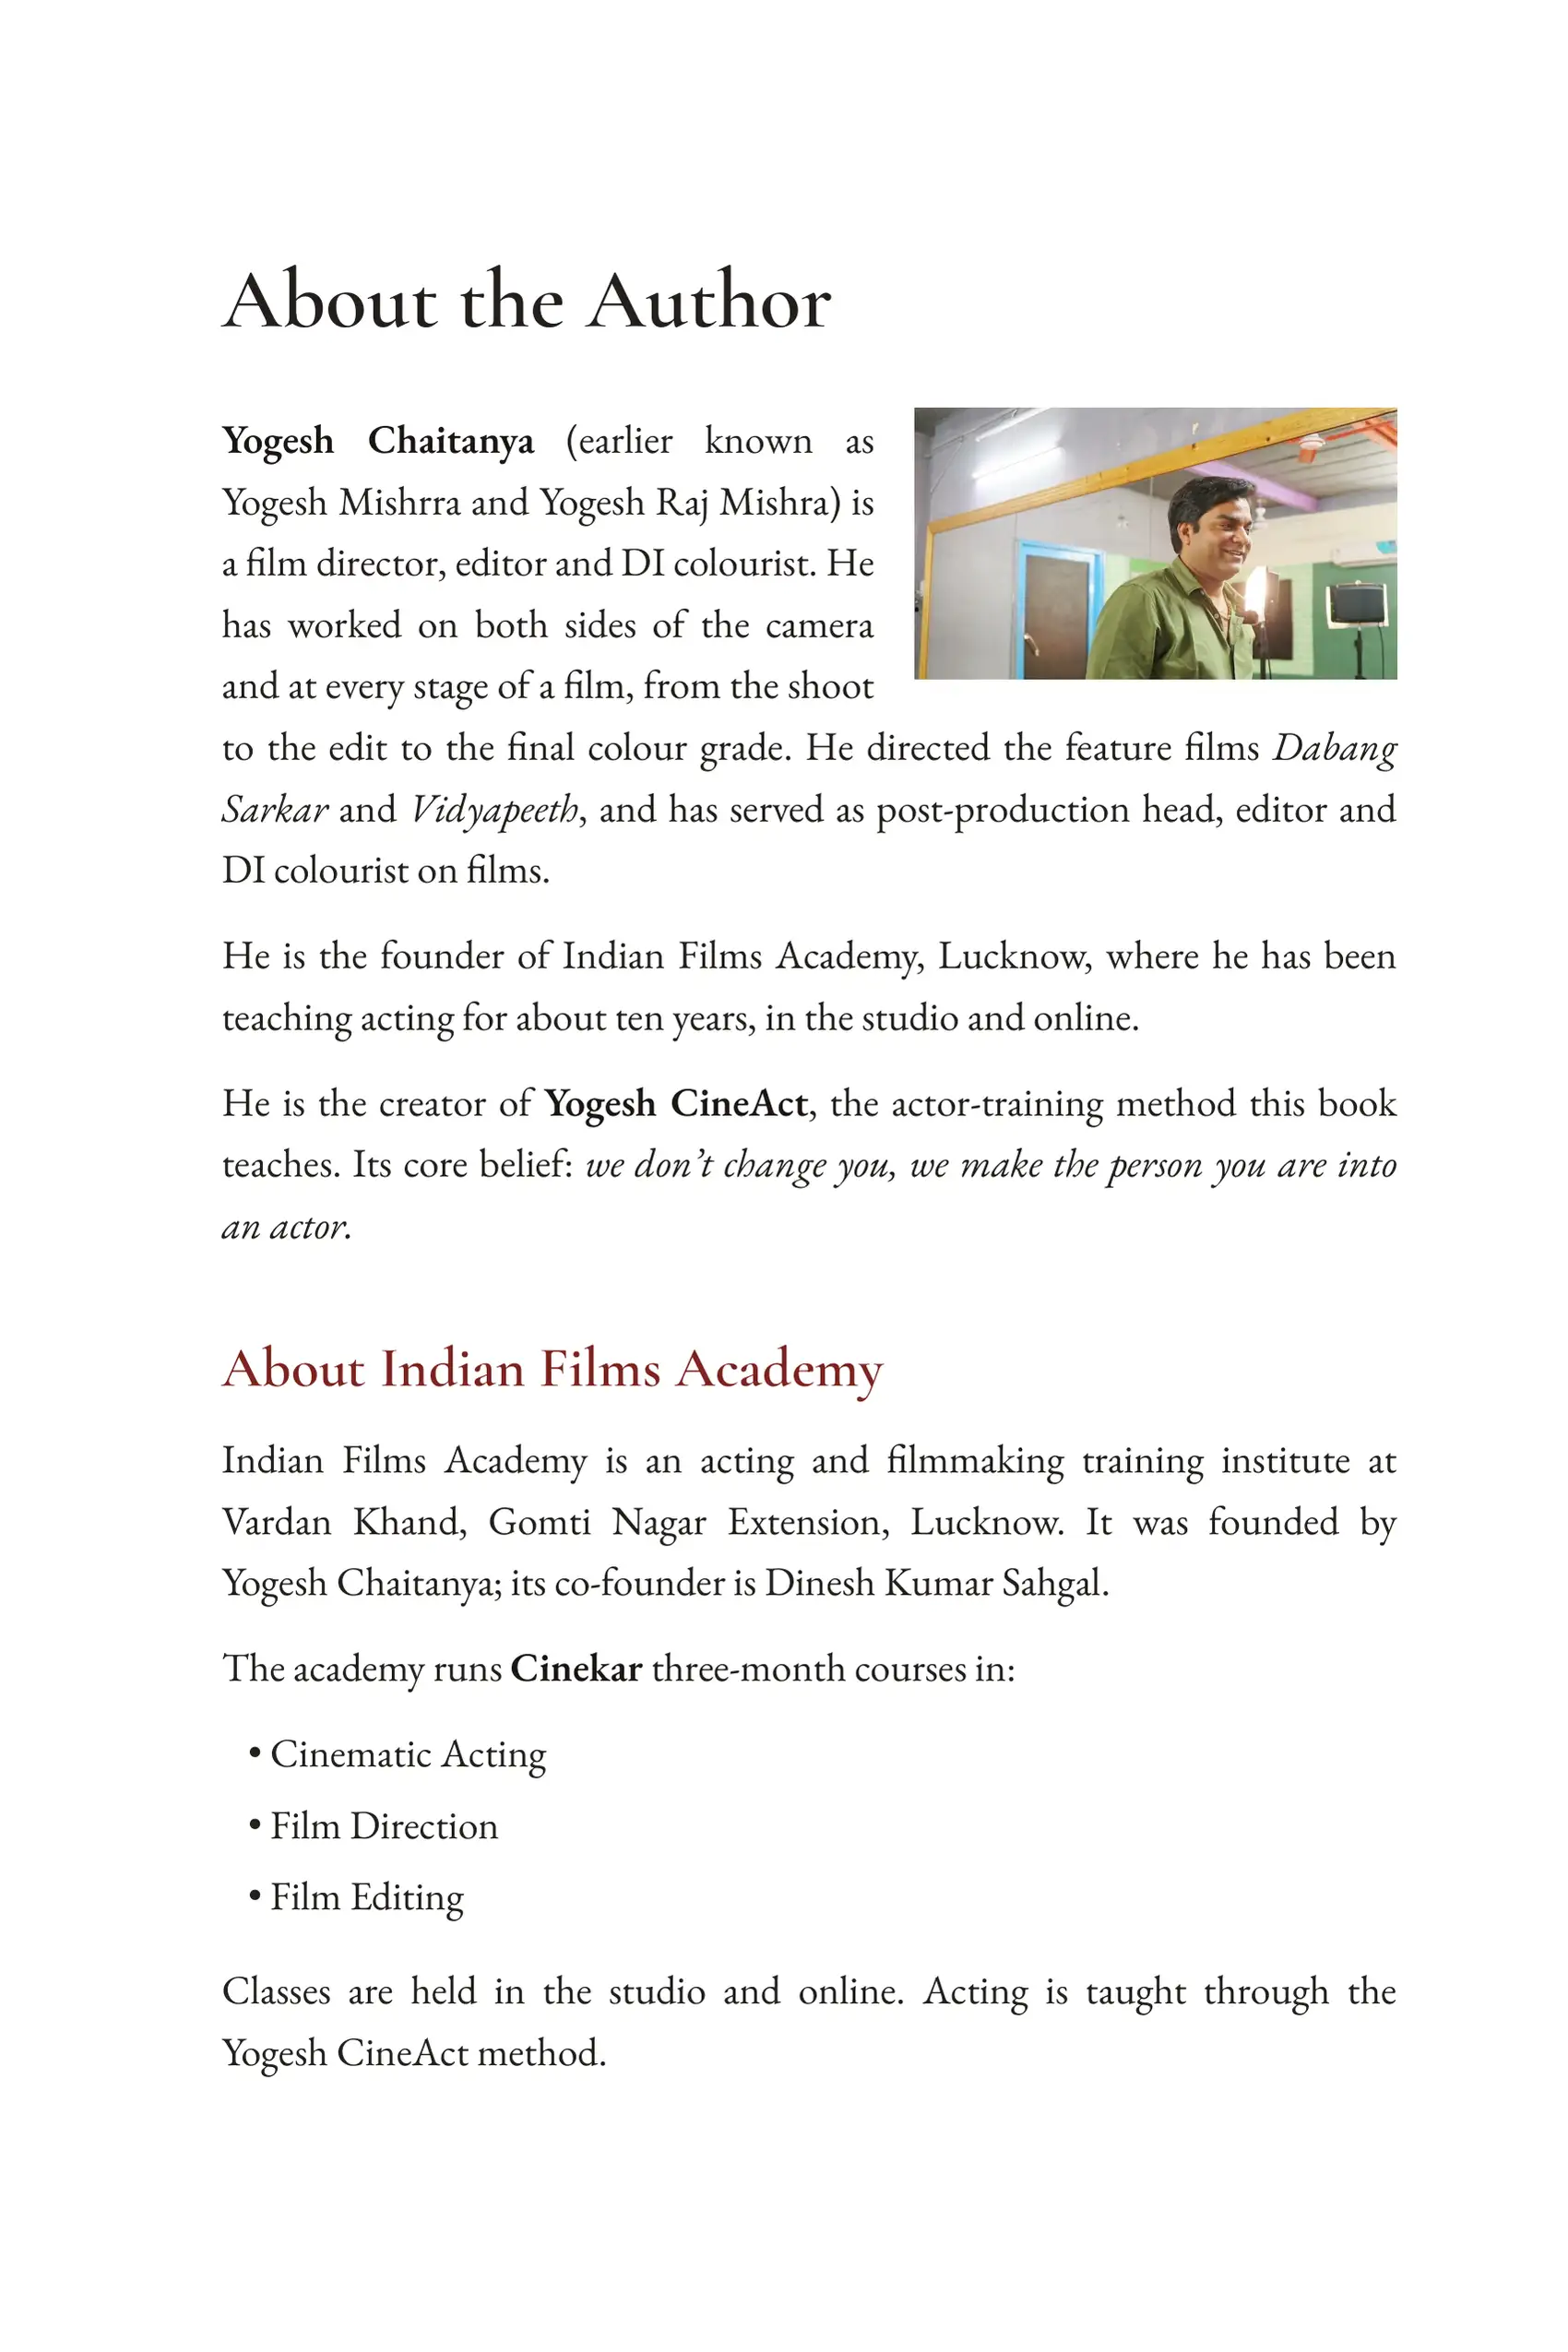 About the Author
Yogesh Chaitanya (earlier known as
Yogesh Mishrra and Yogesh Raj Mishra) is
a film director, editor and DI colourist. He
has worked on both sides of the camera
and at every stage of a film, from the shoot
to the edit to the final colour grade. He directed the feature films Dabang
Sarkar and Vidyapeeth, and has served as post-production head, editor and
DI colourist on films.
He is the founder of Indian Films Academy, Lucknow, where he has been
teaching acting for about ten years, in the studio and online.
He is the creator of Yogesh CineAct, the actor-training method this book
teaches. Its core belief: we don’t change you, we make the person you are into
an actor.
About Indian Films Academy
Indian Films Academy is an acting and filmmaking training institute at
Vardan Khand, Gomti Nagar Extension, Lucknow. It was founded by
Yogesh Chaitanya; its co-founder is Dinesh Kumar Sahgal.
The academy runs Cinekar three-month courses in:
• Cinematic Acting
• Film Direction
• Film Editing
Classes are held in the studio and online. Acting is taught through the
Yogesh CineAct method.